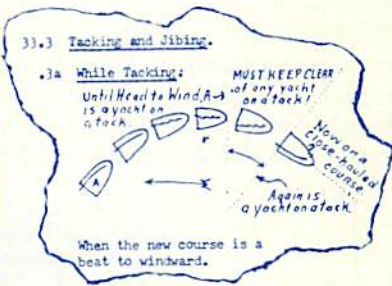 33.3 Tacking and Jibing.
.3a While Tacking:
Until Head to Wind, A→
is a yacht on
a tack.
MUST KEEP CLEAR
of any yacht
on a tack!
Now on a
close-hauled
course
Again is
a yacht on a tack
A
When the new course is a
beat to windward.